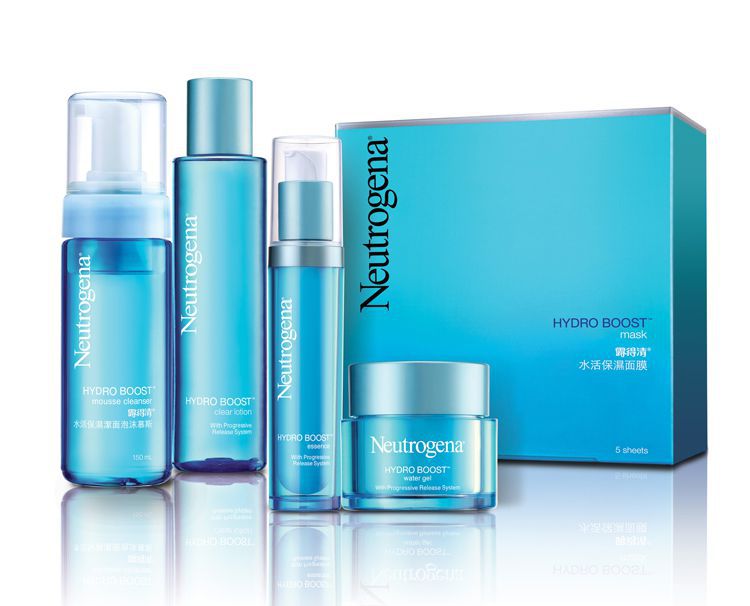 Neutrogena®
HYDRO BOOST™
mousse cleanser
露得清®
水活保濕潔面泡沫慕斯
150 mL
Neutrogena®
HYDRO BOOST™
clear lotion
With Progressive
Release System
Neutrogena®
HYDRO BOOST™
essence
With Progressive
Release System
Neutrogena®
HYDRO BOOST™
water gel
With Progressive Release System
Neutrogena®
HYDRO BOOST™
mask
露得清®
水活保濕面膜
5 sheets